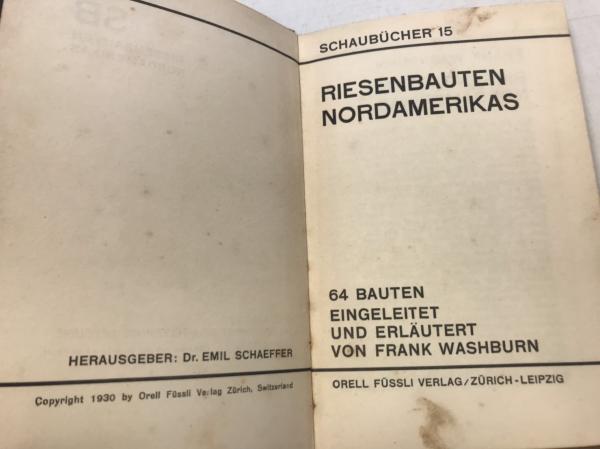 HERAUSGEBER: Dr. EMIL SCHAEFFER
Copyright 1930 by Orell Füssli Verlag Zürich, Switzerland
SCHAUBÜCHER 15
RIESENBAUTEN
NORDAMERIKAS
64 BAUTEN
EINGELEITET
UND ERLÄUTERT
VON FRANK WASHBURN
ORELL FÜSSLI VERLAG/ZÜRICH-LEIPZIG